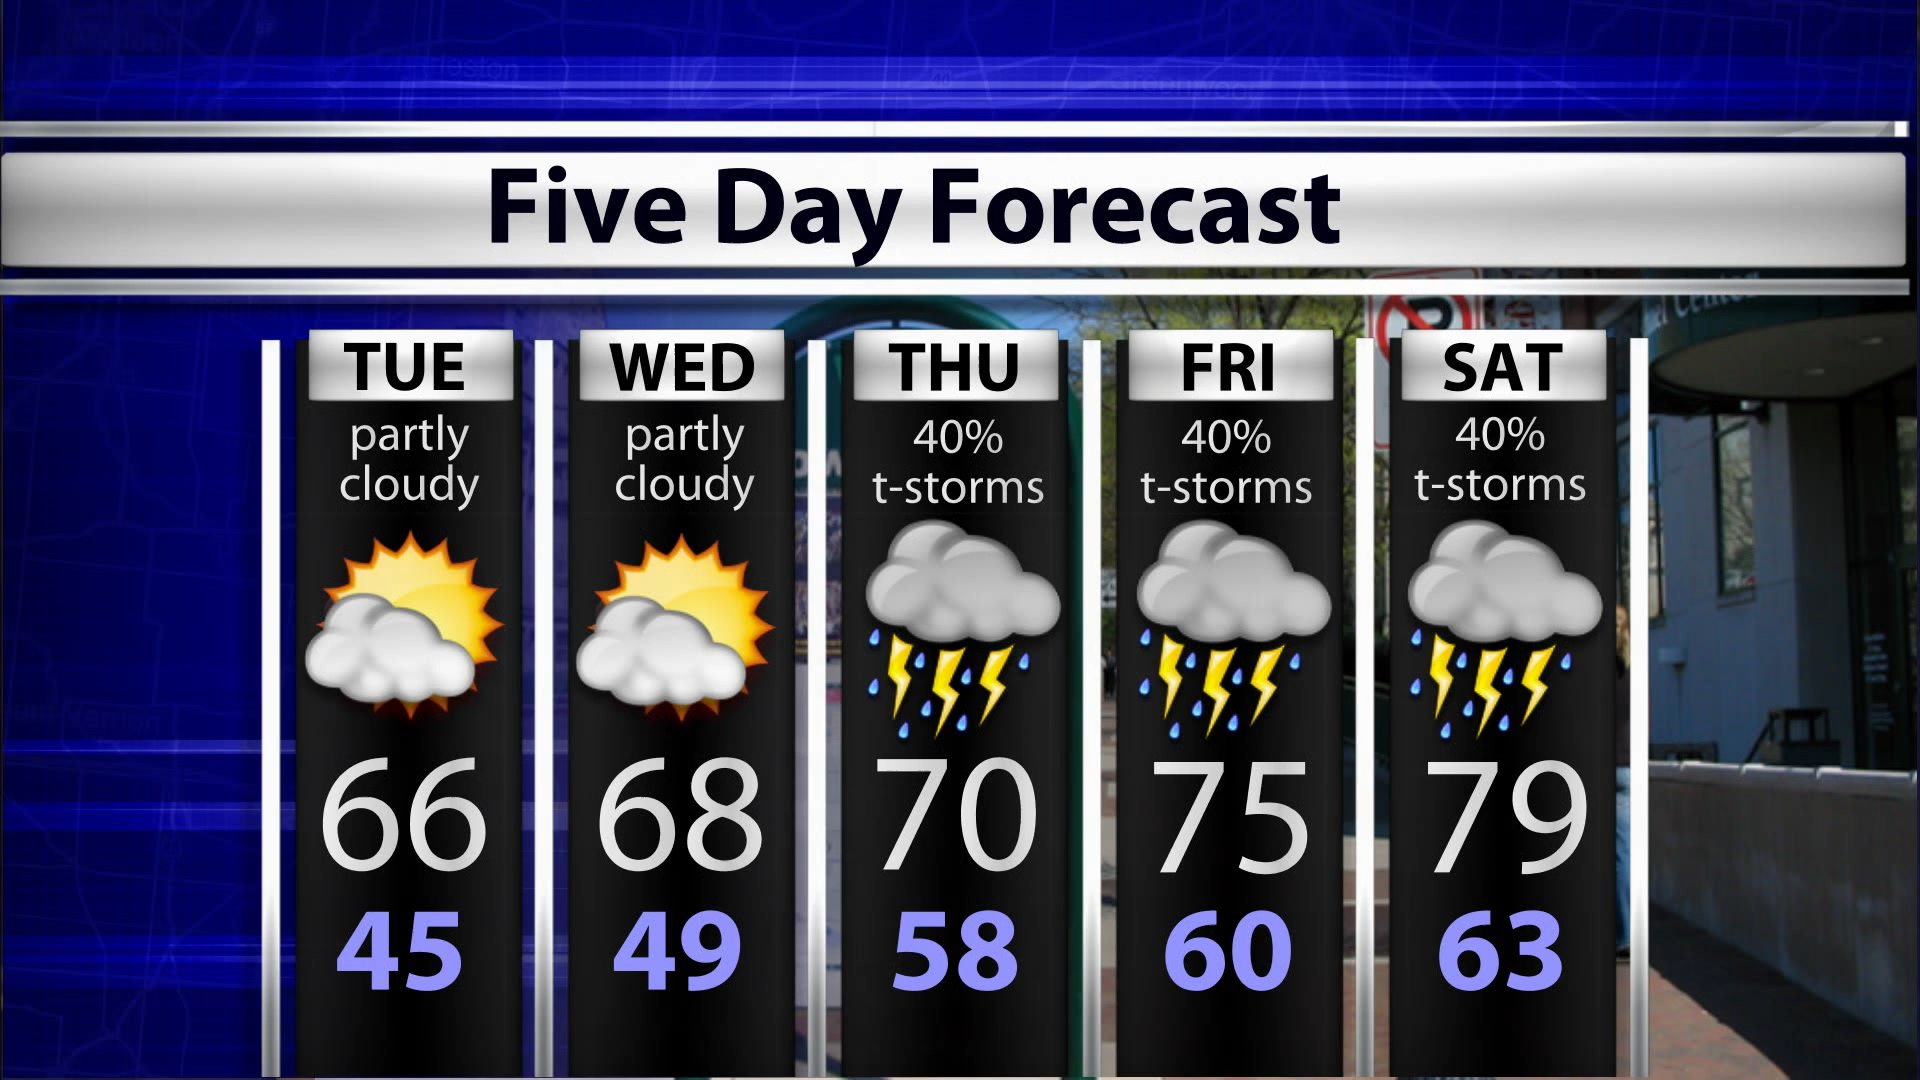 Five Day Forecast
TUE
partly
cloudy
66
45
WED
partly
cloudy
68
49
THU
40%
t-storms
70
58
FRI
40%
t-storms
75
60
SAT
40%
t-storms
79
63